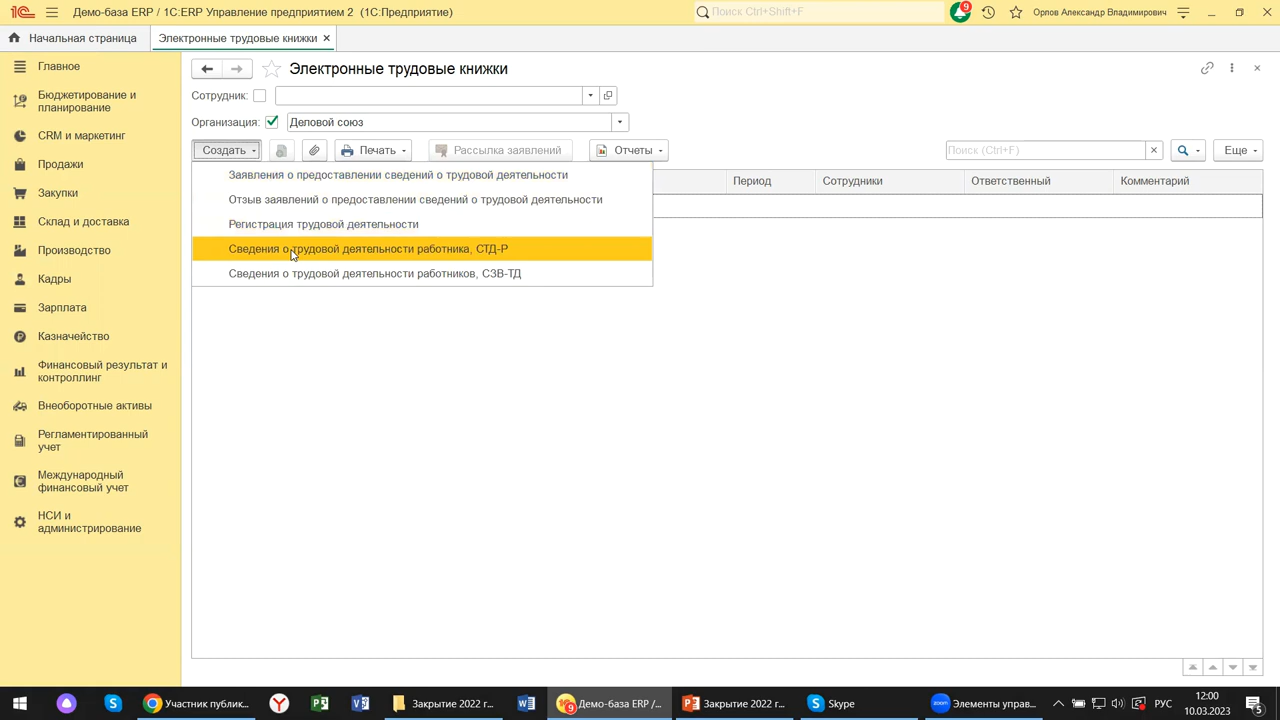 Демо-база ERP / 1С:ERP Управление предприятием 2 (1С:Предприятие)
Поиск Ctrl+Shift+F
9
Орлов Александр Владимирович
Начальная страница
Электронные трудовые книжки
Главное
Бюджетирование и
планирование
CRM и маркетинг
Продажи
Закупки
Склад и доставка
Производство
Кадры
Зарплата
Казначейство
Финансовый результат и
контроллинг
Внеоборотные активы
Регламентированный
учет
Международный
финансовый учет
НСИ и
администрирование
Электронные трудовые книжки
Сотрудник:
Организация: Деловой союз
Создать Печать Рассылка заявлений Отчеты Поиск (Ctrl+F) Еще
Период Сотрудники Ответственный Комментарий
Заявления о предоставлении сведений о трудовой деятельности
Отзыв заявлений о предоставлении сведений о трудовой деятельности
Регистрация трудовой деятельности
Сведения о трудовой деятельности работника, СТД-Р
Сведения о трудовой деятельности работников, СЗВ-ТД
Участник публик...
Закрытие 2022 г...
9
Демо-база ERP /...
Закрытие 2022 г...
Skype
zoom
Элементы управ...
РУС
12:00
10.03.2023
5